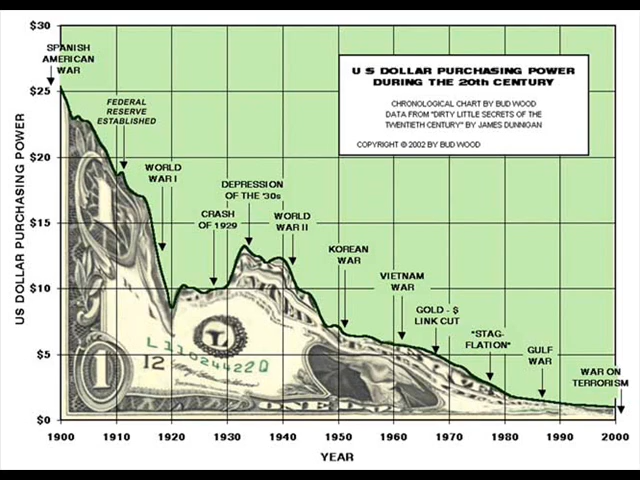 $30
SPANISH
AMERICAN
WAR
U S DOLLAR PURCHASING POWER
DURING THE 20th CENTURY
CHRONOLOGICAL CHART BY BUD WOOD
DATA FROM "DIRTY LITTLE SECRETS OF THE
TWENTIETH CENTURY" BY JAMES DUNNIGAN
COPYRIGHT © 2002 BY BUD WOOD
$25
FEDERAL
RESERVE
ESTABLISHED
US DOLLAR PURCHASING POWER
$20
WORLD
WAR I
DEPRESSION
OF THE '30s
$15
CRASH
OF 1929
WORLD
WAR II
KOREAN
WAR
VIETNAM
WAR
$10
GOLD - $
LINK CUT
"STAG-
FLATION"
GULF
WAR
WAR ON
TERRORISM
$5
1
L
L11024422Q
12
1
ONE D
$0
1900 1910 1920 1930 1940 1950 1960 1970 1980 1990 2000
YEAR